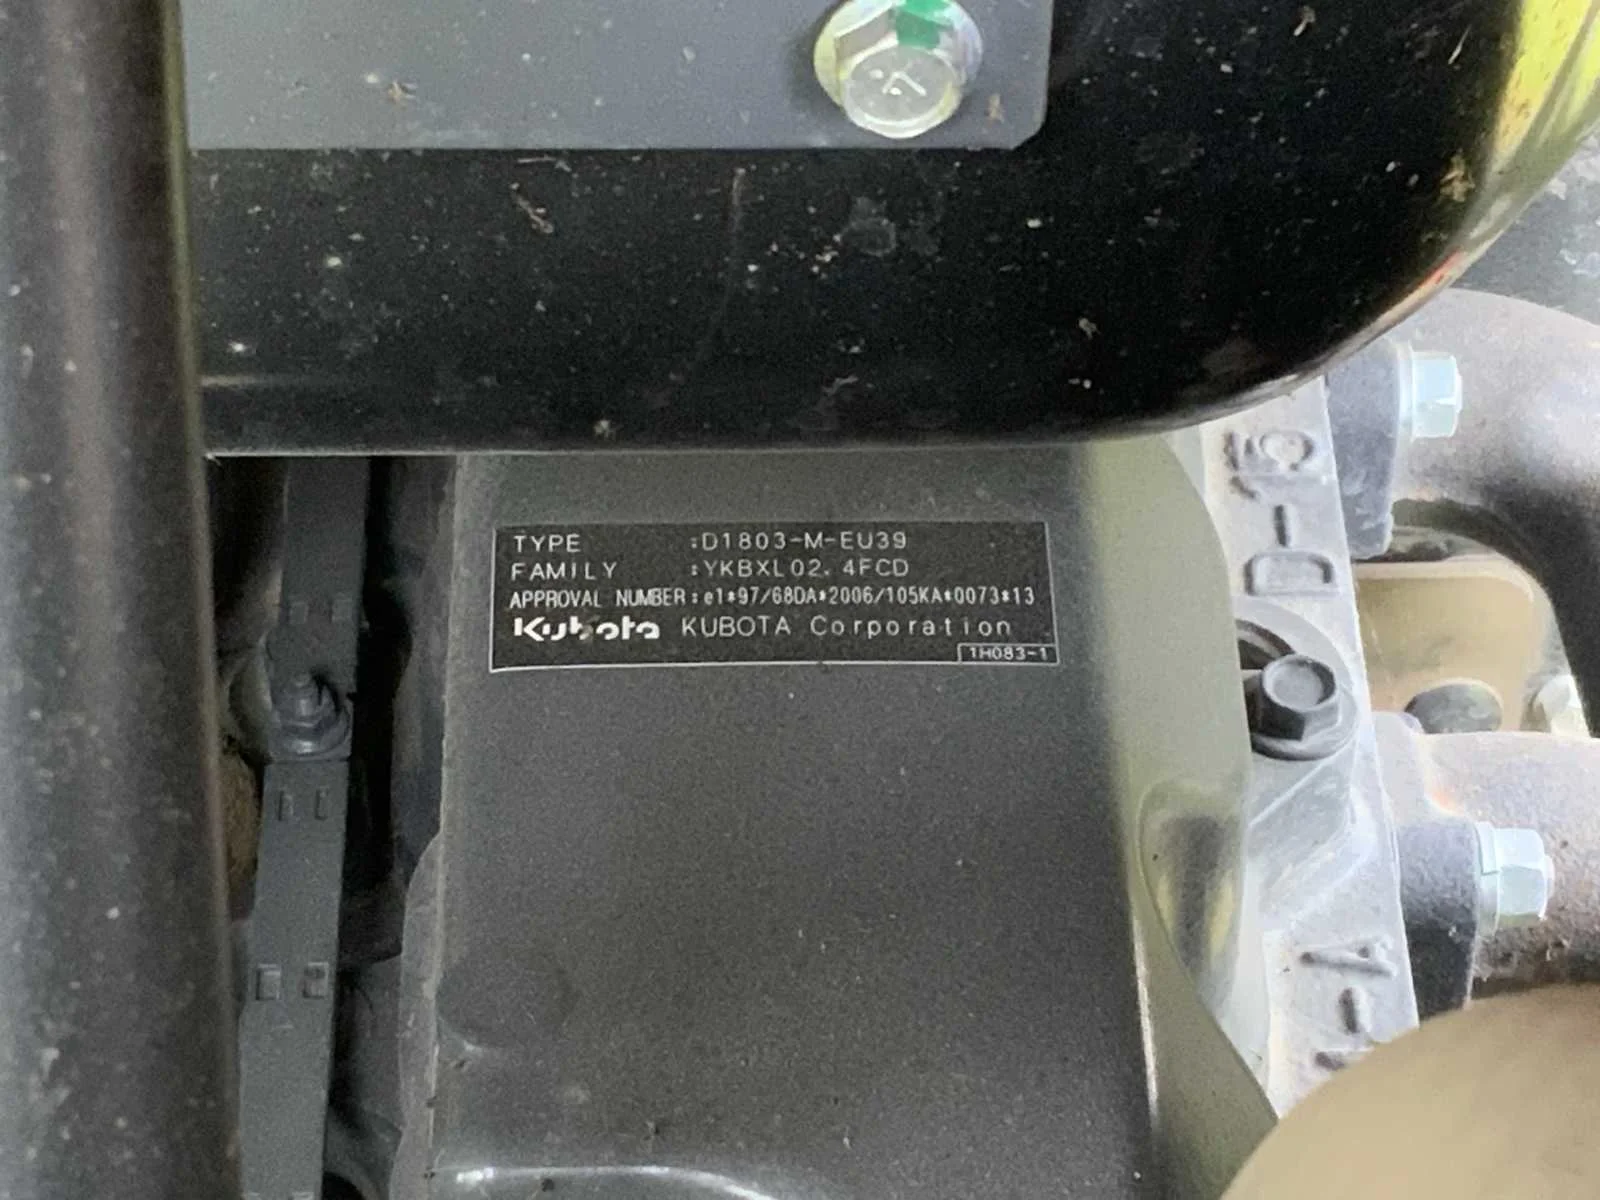 TYPE :D1803-M-EU39
FAMILY :YKBXL02.4FCD
APPROVAL NUMBER:e1*97/68DA*2006/105KA*0073*13
Kubota KUBOTA Corporation
1H083-1
D-15